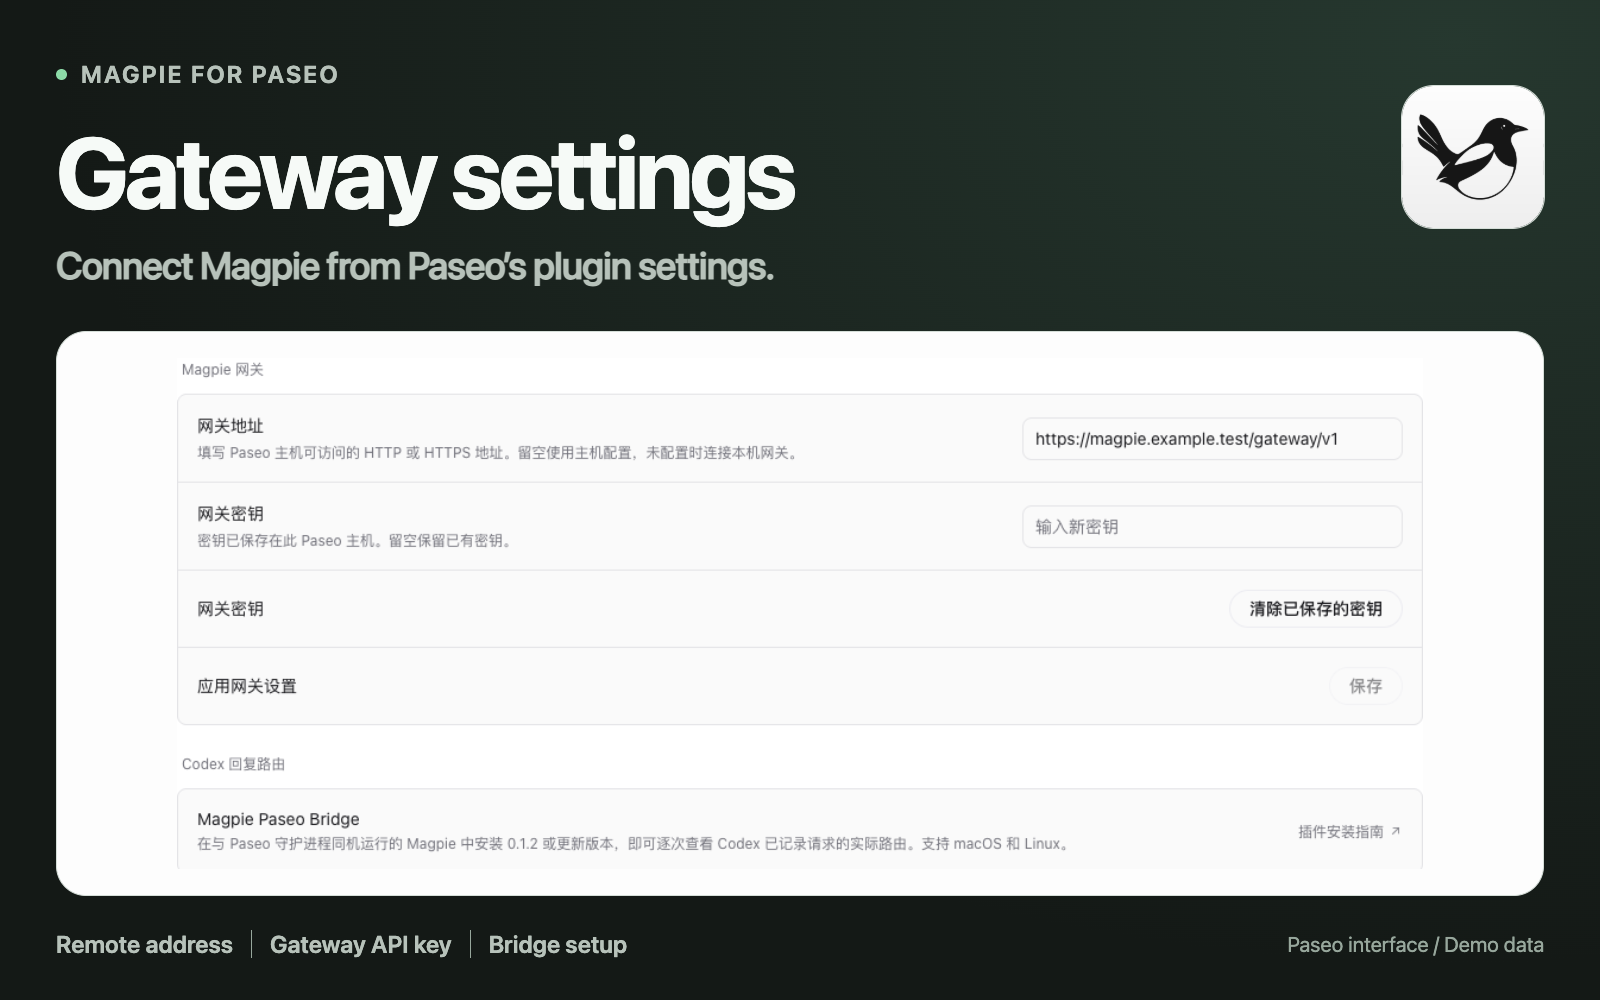 MAGPIE FOR PASEO
Gateway settings
Connect Magpie from Paseo’s plugin settings.
Magpie 网关
网关地址
填写 Paseo 主机可访问的 HTTP 或 HTTPS 地址。留空使用主机配置，未配置时连接本机网关。
https://magpie.example.test/gateway/v1
网关密钥
密钥已保存在此 Paseo 主机。留空保留已有密钥。
输入新密钥
网关密钥
清除已保存的密钥
应用网关设置
保存
Codex 回复路由
Magpie Paseo Bridge
在与 Paseo 守护进程同机运行的 Magpie 中安装 0.1.2 或更新版本，即可逐次查看 Codex 已记录请求的实际路由。支持 macOS 和 Linux。
插件安装指南 ↗
Remote address
Gateway API key
Bridge setup
Paseo interface / Demo data